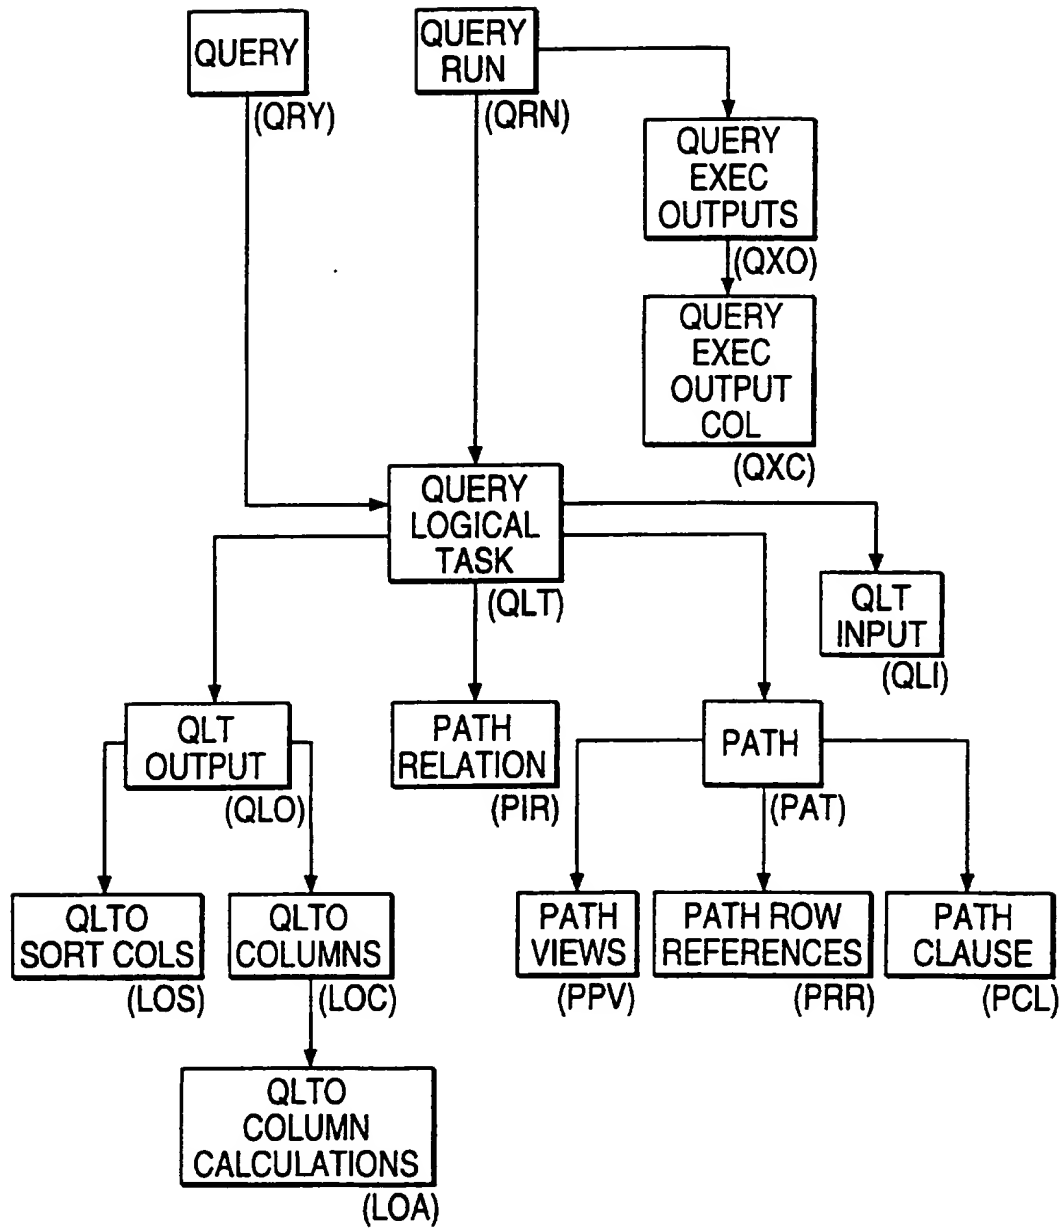 QUERY
(QRY)
QUERY
RUN
(QRN)
QUERY
EXEC
OUTPUTS
(QXO)
QUERY
EXEC
OUTPUT
COL
(QXC)
QUERY
LOGICAL
TASK
(QLT)
QLT
INPUT
(QLI)
QLT
OUTPUT
(QLO)
PATH
RELATION
(PIR)
PATH
(PAT)
QLTO
SORT COLS
(LOS)
QLTO
COLUMNS
(LOC)
PATH
VIEWS
(PPV)
PATH ROW
REFERENCES
(PRR)
PATH
CLAUSE
(PCL)
QLTO
COLUMN
CALCULATIONS
(LOA)